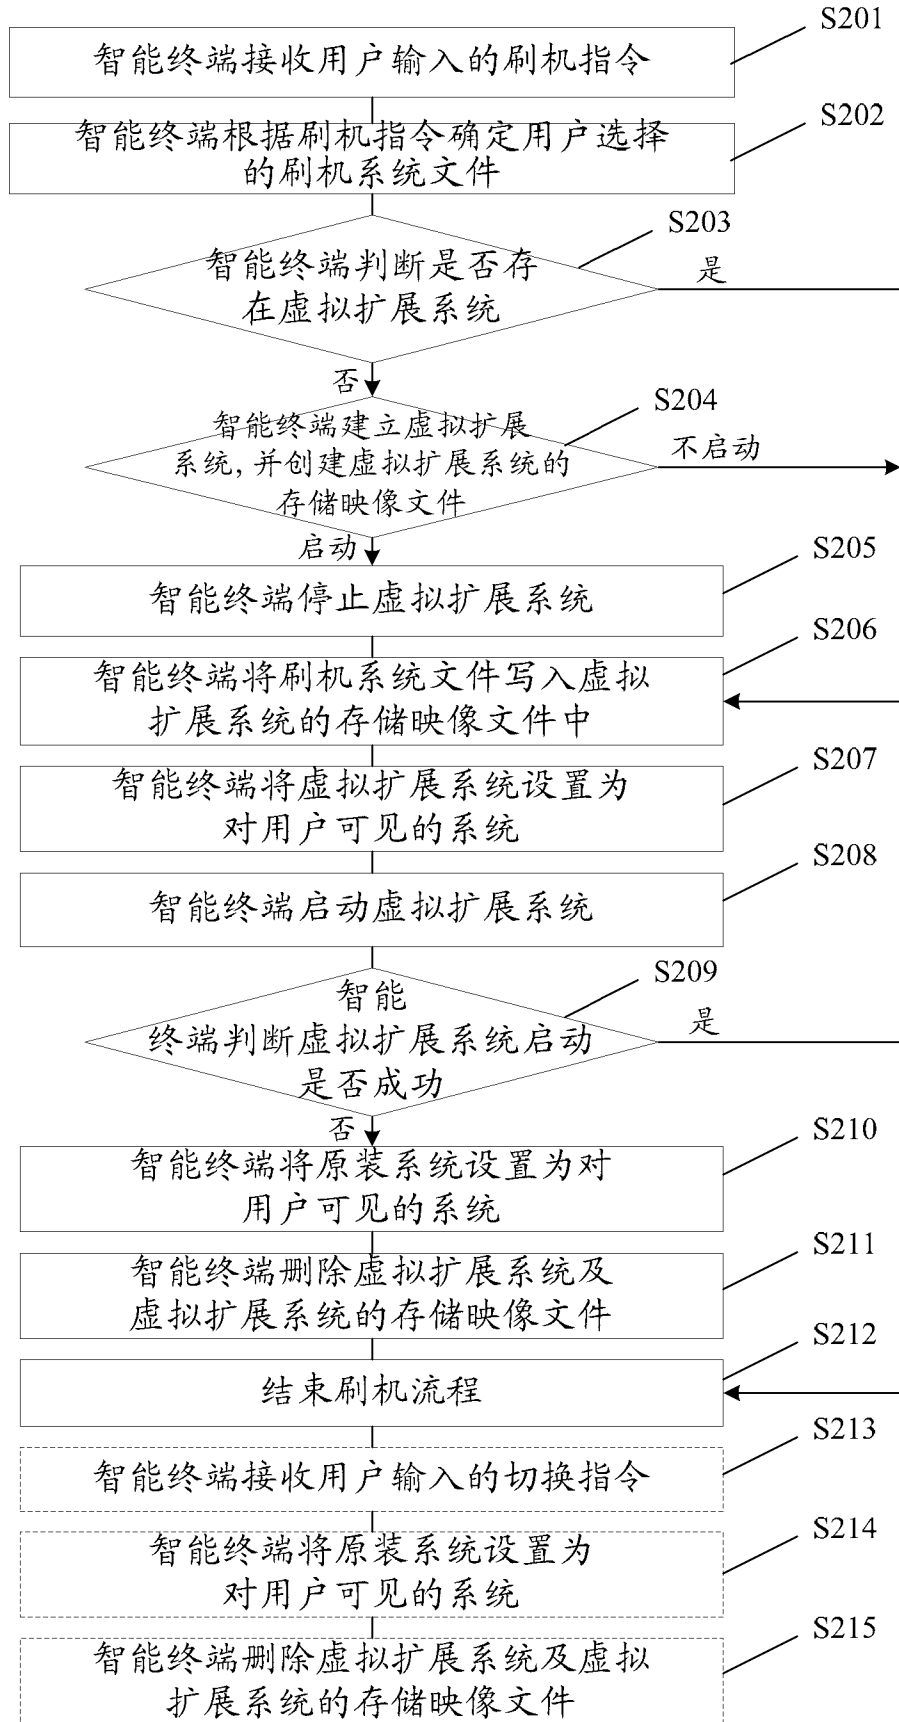 S201
智能终端接收用户输入的刷机指令
S202
智能终端根据刷机指令确定用户选择
的刷机系统文件
S203
智能终端判断是否存
在虚拟扩展系统
是
否
S204
智能终端建立虚拟扩展
系统,并创建虚拟扩展系统的
存储映像文件
不启动
启动
S205
智能终端停止虚拟扩展系统
S206
智能终端将刷机系统文件写入虚拟
扩展系统的存储映像文件中
S207
智能终端将虚拟扩展系统设置为
对用户可见的系统
S208
智能终端启动虚拟扩展系统
S209
智能
终端判断虚拟扩展系统启动
是否成功
是
否
S210
智能终端将原装系统设置为对
用户可见的系统
S211
智能终端删除虚拟扩展系统及
虚拟扩展系统的存储映像文件
S212
结束刷机流程
S213
智能终端接收用户输入的切换指令
S214
智能终端将原装系统设置为
对用户可见的系统
S215
智能终端删除虚拟扩展系统及虚拟
扩展系统的存储映像文件